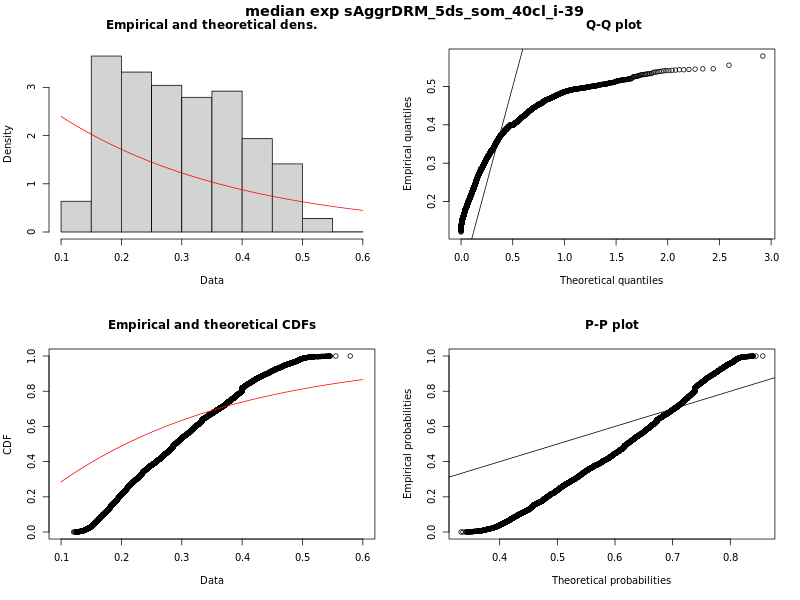 median exp sAggrDRM_5ds_som_40cl_i-39
Empirical and theoretical dens.
Density
0 1 2 3
0.1 0.2 0.3 0.4 0.5 0.6
Data
Q-Q plot
Empirical quantiles
0.2 0.3 0.4 0.5
0.0 0.5 1.0 1.5 2.0 2.5 3.0
Theoretical quantiles
Empirical and theoretical CDFs
CDF
0.0 0.2 0.4 0.6 0.8 1.0
0.1 0.2 0.3 0.4 0.5 0.6
Data
P-P plot
Empirical probabilities
0.0 0.2 0.4 0.6 0.8 1.0
0.4 0.5 0.6 0.7 0.8
Theoretical probabilities